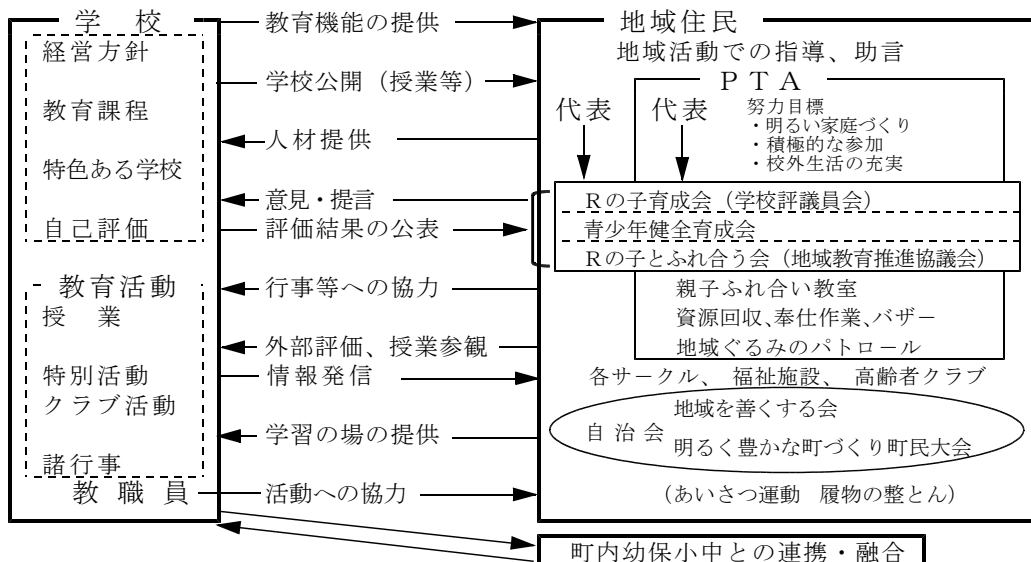 学　校
経営方針
教育課程
特色ある学校
自己評価
教育活動
授　業
特別活動
クラブ活動
諸行事
教 職 員
教育機能の提供
学校公開（授業等）
人材提供
意見・提言
評価結果の公表
行事等への協力
外部評価、授業参観
情報発信
学習の場の提供
活動への協力
地域住民
地域活動での指導、助言
ＰＴＡ
代表
代表
努力目標
・明るい家庭づくり
・積極的な参加
・校外生活の充実
Ｒの子育成会（学校評議員会）
青少年健全育成会
Ｒの子とふれ合う会（地域教育推進協議会）
親子ふれ合い教室
資源回収、奉仕作業、バザー
地域ぐるみのパトロール
各サークル、 福祉施設、 高齢者クラブ
地域を善くする会
自 治 会
明るく豊かな町づくり町民大会
（あいさつ運動　履物の整とん）
町内幼保小中との連携・融合